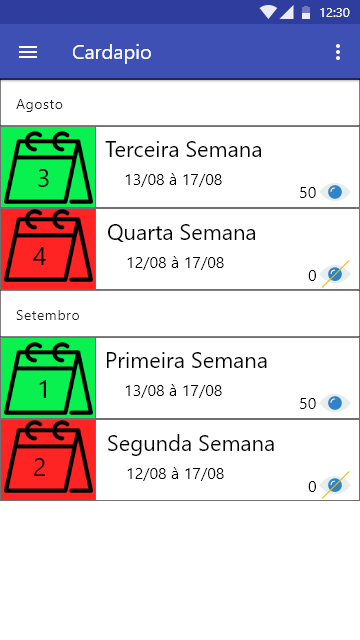 12:30
Cardapio
Agosto
3
Terceira Semana
13/08 à 17/08
50
4
Quarta Semana
12/08 à 17/08
0
Setembro
1
Primeira Semana
13/08 à 17/08
50
2
Segunda Semana
12/08 à 17/08
0